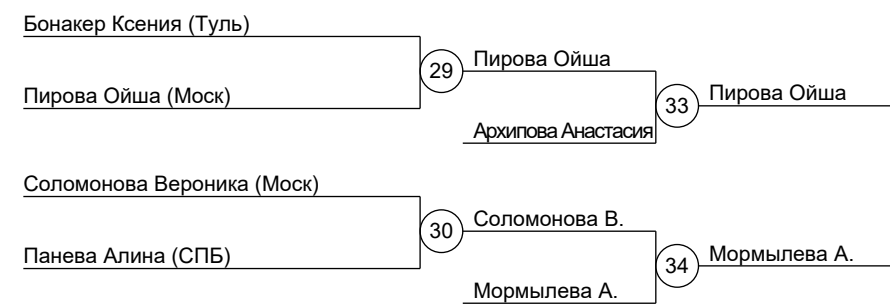 Бонакер Ксения (Туль)
29
Пирова Ойша
Пирова Ойша (Моск)
33
Пирова Ойша
Архипова Анастасия
Соломонова Вероника (Моск)
30
Соломонова В.
Панева Алина (СПБ)
34
Мормылева А.
Мормылева А.